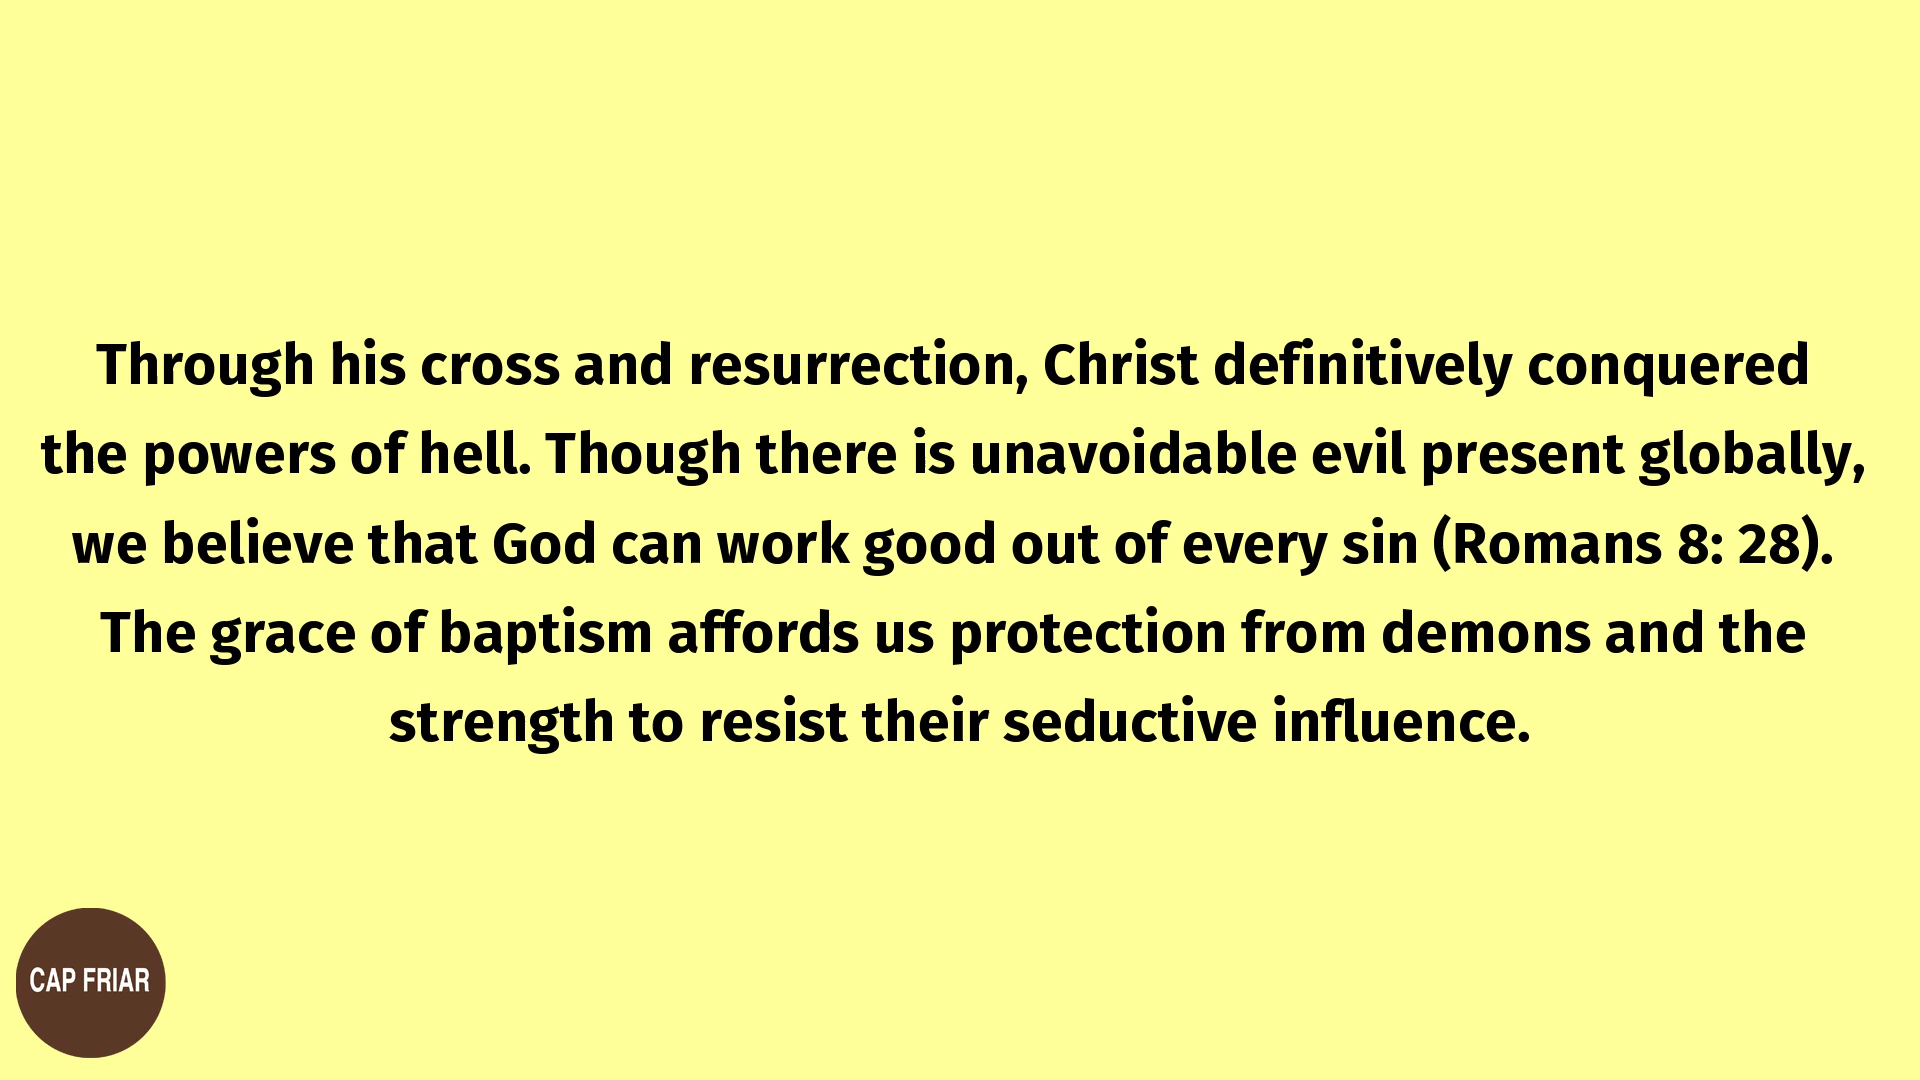 Through his cross and resurrection, Christ definitively conquered
the powers of hell. Though there is unavoidable evil present globally,
we believe that God can work good out of every sin (Romans 8: 28).
The grace of baptism affords us protection from demons and the
strength to resist their seductive influence.
CAP FRIAR